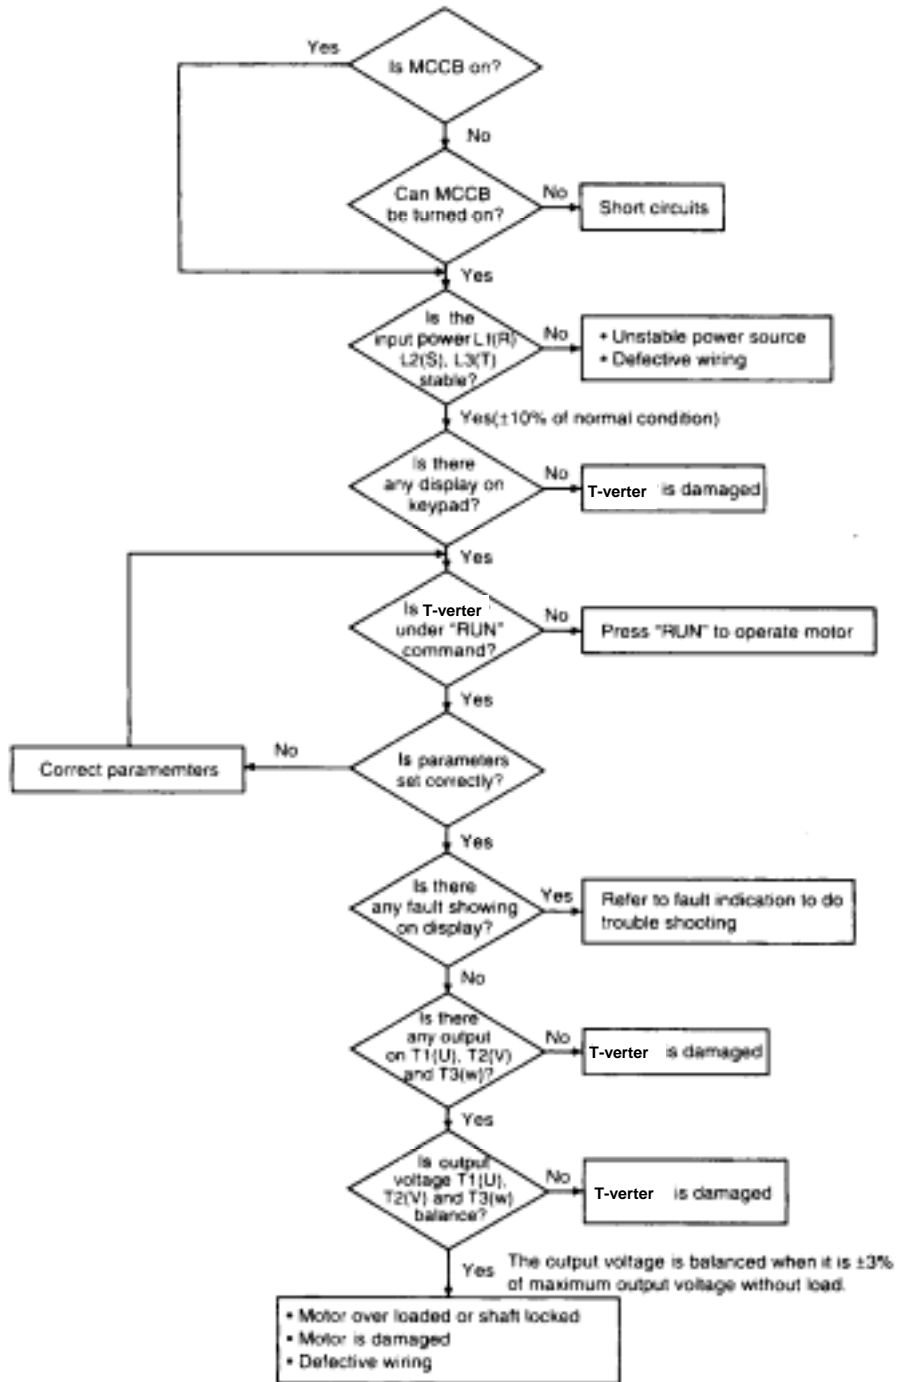 Yes
Is MCCB on?
No
Can MCCB
be turned on?
No
Short circuits
Yes
Is the
input power L1(R)
L2(S), L3(T)
stable?
No
• Unstable power source
• Defective wiring
Yes(±10% of normal condition)
Is there
any display on
keypad?
No
T-verter is damaged
Yes
Is T-verter
under "RUN"
command?
No
Press "RUN" to operate motor
Yes
Is parameters
set correctly?
No
Correct paramemters
Yes
Is there
any fault showing
on display?
Yes
Refer to fault indication to do
trouble shooting
No
Is there
any output
on T1(U), T2(V)
and T3(w)?
No
T-verter is damaged
Yes
Is output
voltage T1(U),
T2(V) and T3(w)
balance?
No
T-verter is damaged
Yes
The output voltage is balanced when it is ±3%
of maximum output voltage without load.
• Motor over loaded or shaft locked
• Motor is damaged
• Defective wiring